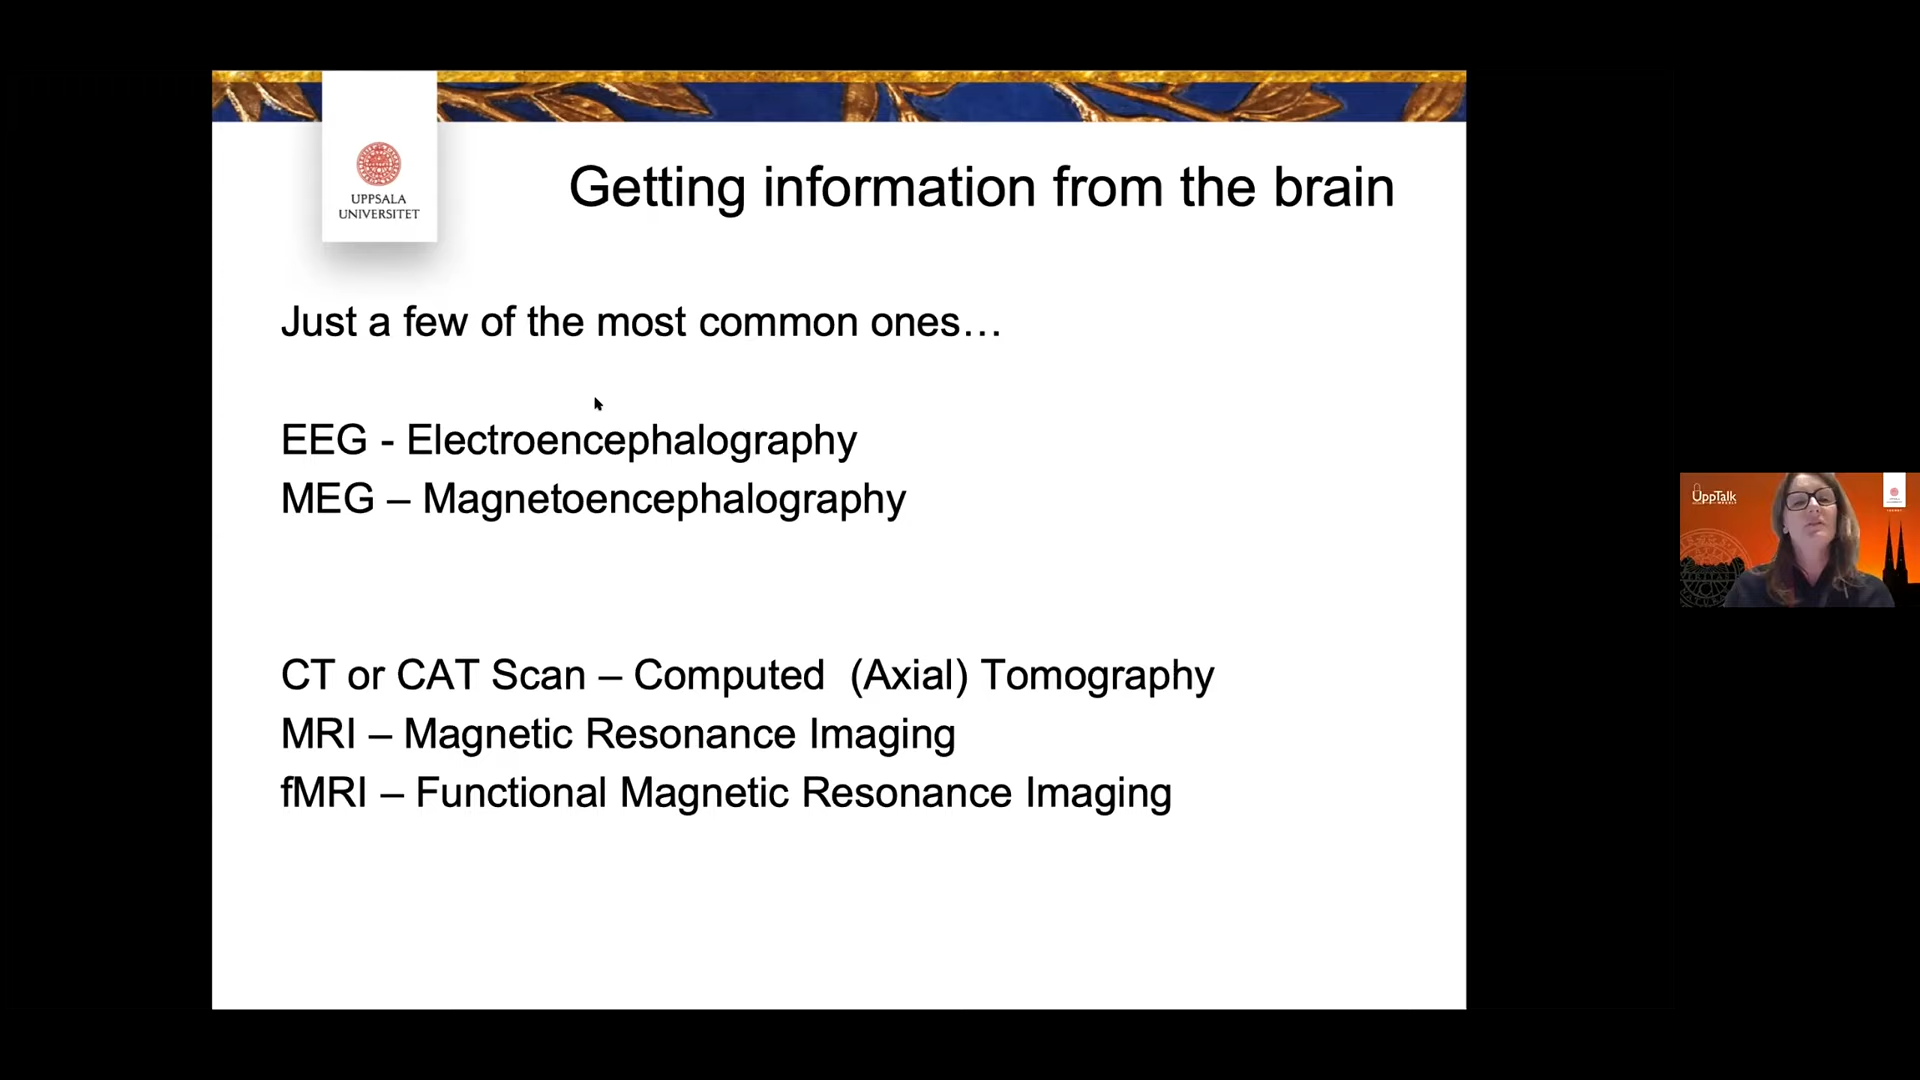 UPPSALA
UNIVERSITET
Getting information from the brain
Just a few of the most common ones…
EEG - Electroencephalography
MEG – Magnetoencephalography
CT or CAT Scan – Computed (Axial) Tomography
MRI – Magnetic Resonance Imaging
fMRI – Functional Magnetic Resonance Imaging
UppTalk